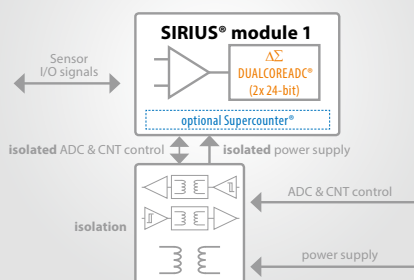 SIRIUS® module 1
Sensor
I/O signals
ΔΣ
DUALCOREADC®
(2x 24-bit)
optional Supercounter®
isolated ADC & CNT control
isolated power supply
ADC & CNT control
isolation
power supply